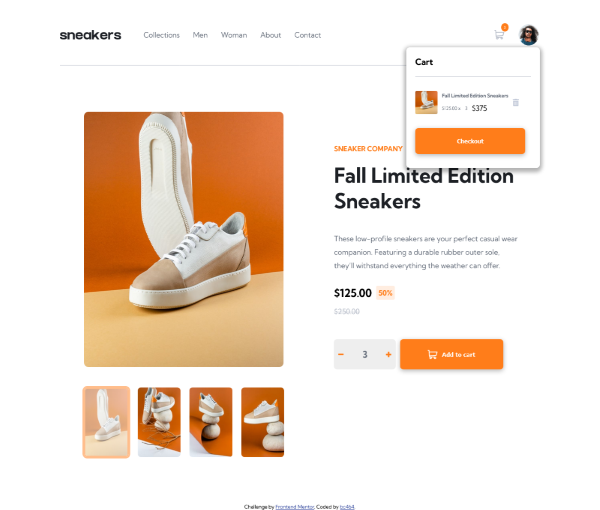 sneakers Collections Men Woman About Contact
Cart
Fall Limited Edition Sneakers
$125.00 x 3 $375
Checkout
SNEAKER COMPANY
Fall Limited Edition
Sneakers
These low-profile sneakers are your perfect casual wear
companion. Featuring a durable rubber outer sole,
they'll withstand everything the weather can offer.
$125.00 50%
$250.00
- 3 + Add to cart
Challenge by Frontend Mentor. Coded by bc464.